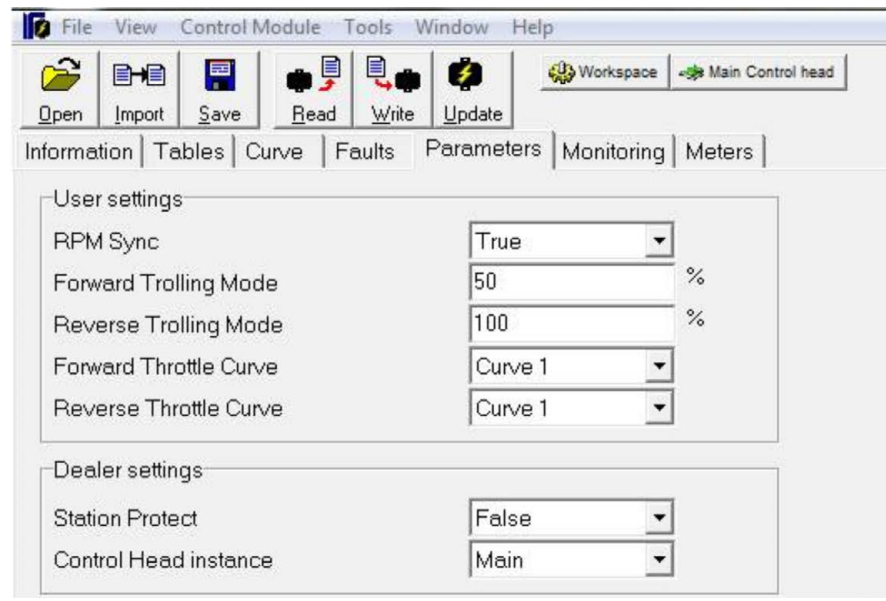 File View Control Module Tools Window Help
Workspace Main Control head
Open Import Save Read Write Update
Information Tables Curve Faults Parameters Monitoring Meters
User settings
RPM Sync True
Forward Trolling Mode 50 %
Reverse Trolling Mode 100 %
Forward Throttle Curve Curve 1
Reverse Throttle Curve Curve 1
Dealer settings
Station Protect False
Control Head instance Main